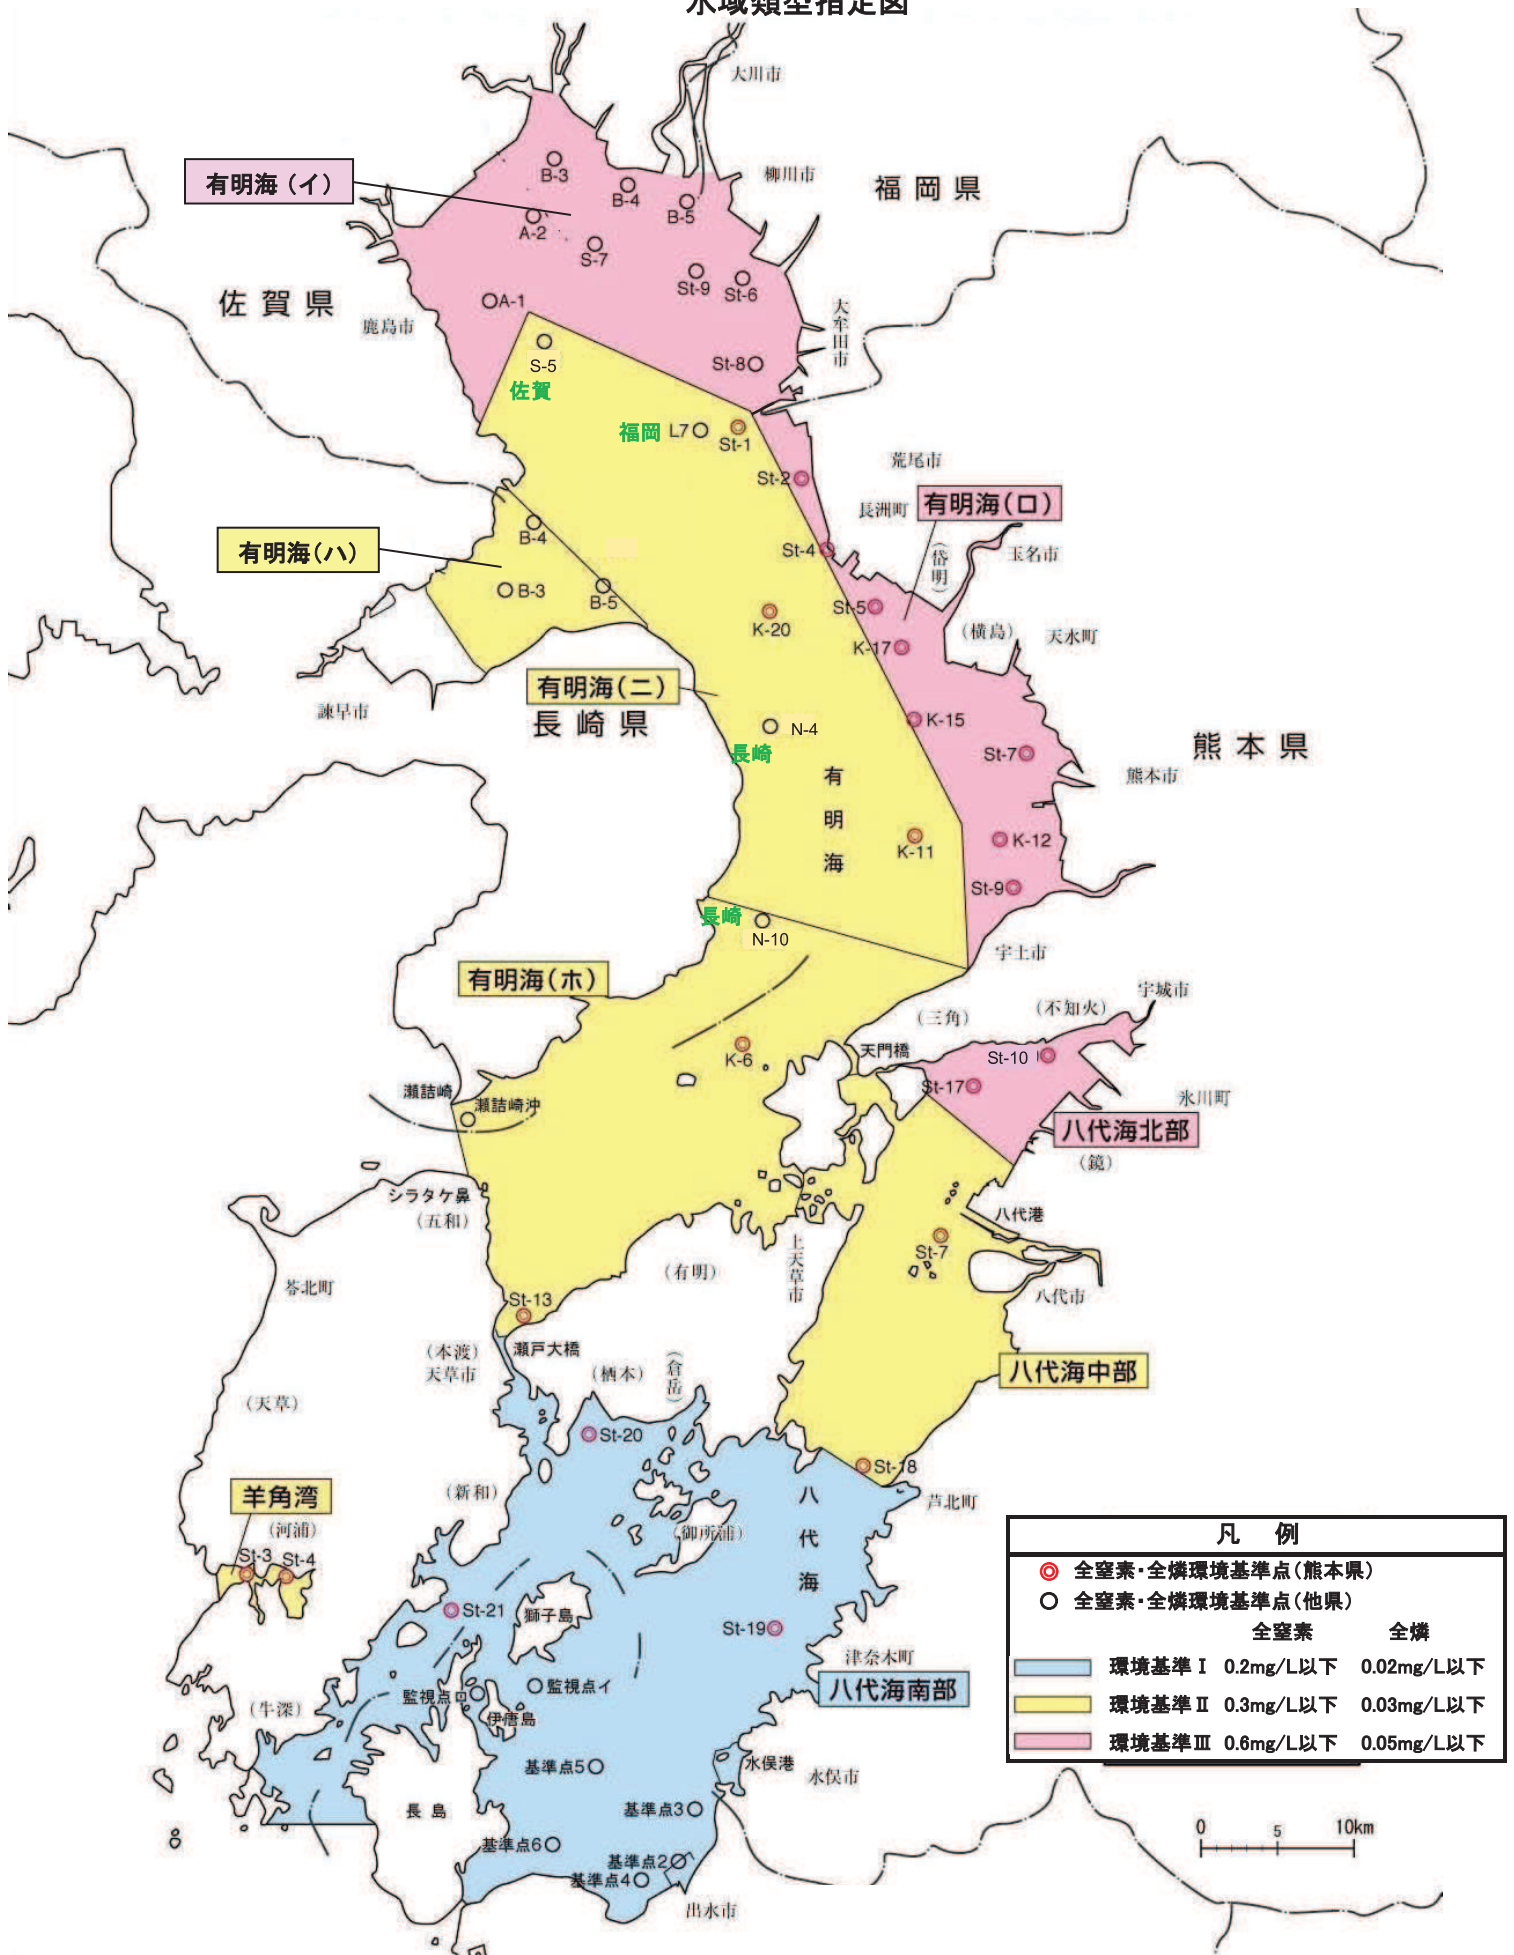 水域類型指定図
大川市
柳川市
福岡県
有明海（イ）
B-3
B-4
B-5
A-2
S-7
St-9
St-6
A-1
佐賀県
鹿島市
大牟田市
St-8
S-5
佐賀
福岡
L7
St-1
St-2
荒尾市
長洲町
有明海（ロ）
（岱明）
玉名市
St-4
有明海（ハ）
B-4
B-3
B-5
St-5
K-20
K-17
（横島）
天水町
有明海（ニ）
諫早市
長崎県
N-4
長崎
K-15
St-7
熊本県
熊本市
有明海
K-11
K-12
St-9
長崎
N-10
宇土市
有明海（ホ）
（三角）
（不知火）
宇城市
天門橋
K-6
St-10
St-17
氷川町
瀬詰崎
瀬詰崎沖
八代海北部
（鏡）
シラタケ鼻
（五和）
八代港
St-7
上天草市
（有明）
苓北町
八代市
St-13
瀬戸大橋
（本渡）
天草市
（栖本）
（倉岳）
八代海中部
（天草）
St-20
St-18
八代海
羊角湾
（河浦）
（新和）
（御所浦）
芦北町
St-3
St-4
St-21
獅子島
St-19
津奈木町
監視点イ
監視点ロ
伊唐島
八代海南部
（牛深）
基準点5
水俣港
水俣市
長島
基準点3
基準点6
基準点2
基準点4
出水市
凡　例
全窒素・全燐環境基準点（熊本県）
全窒素・全燐環境基準点（他県）
全窒素　全燐
環境基準Ⅰ 0.2mg/L以下 0.02mg/L以下
環境基準Ⅱ 0.3mg/L以下 0.03mg/L以下
環境基準Ⅲ 0.6mg/L以下 0.05mg/L以下
0 5 10km